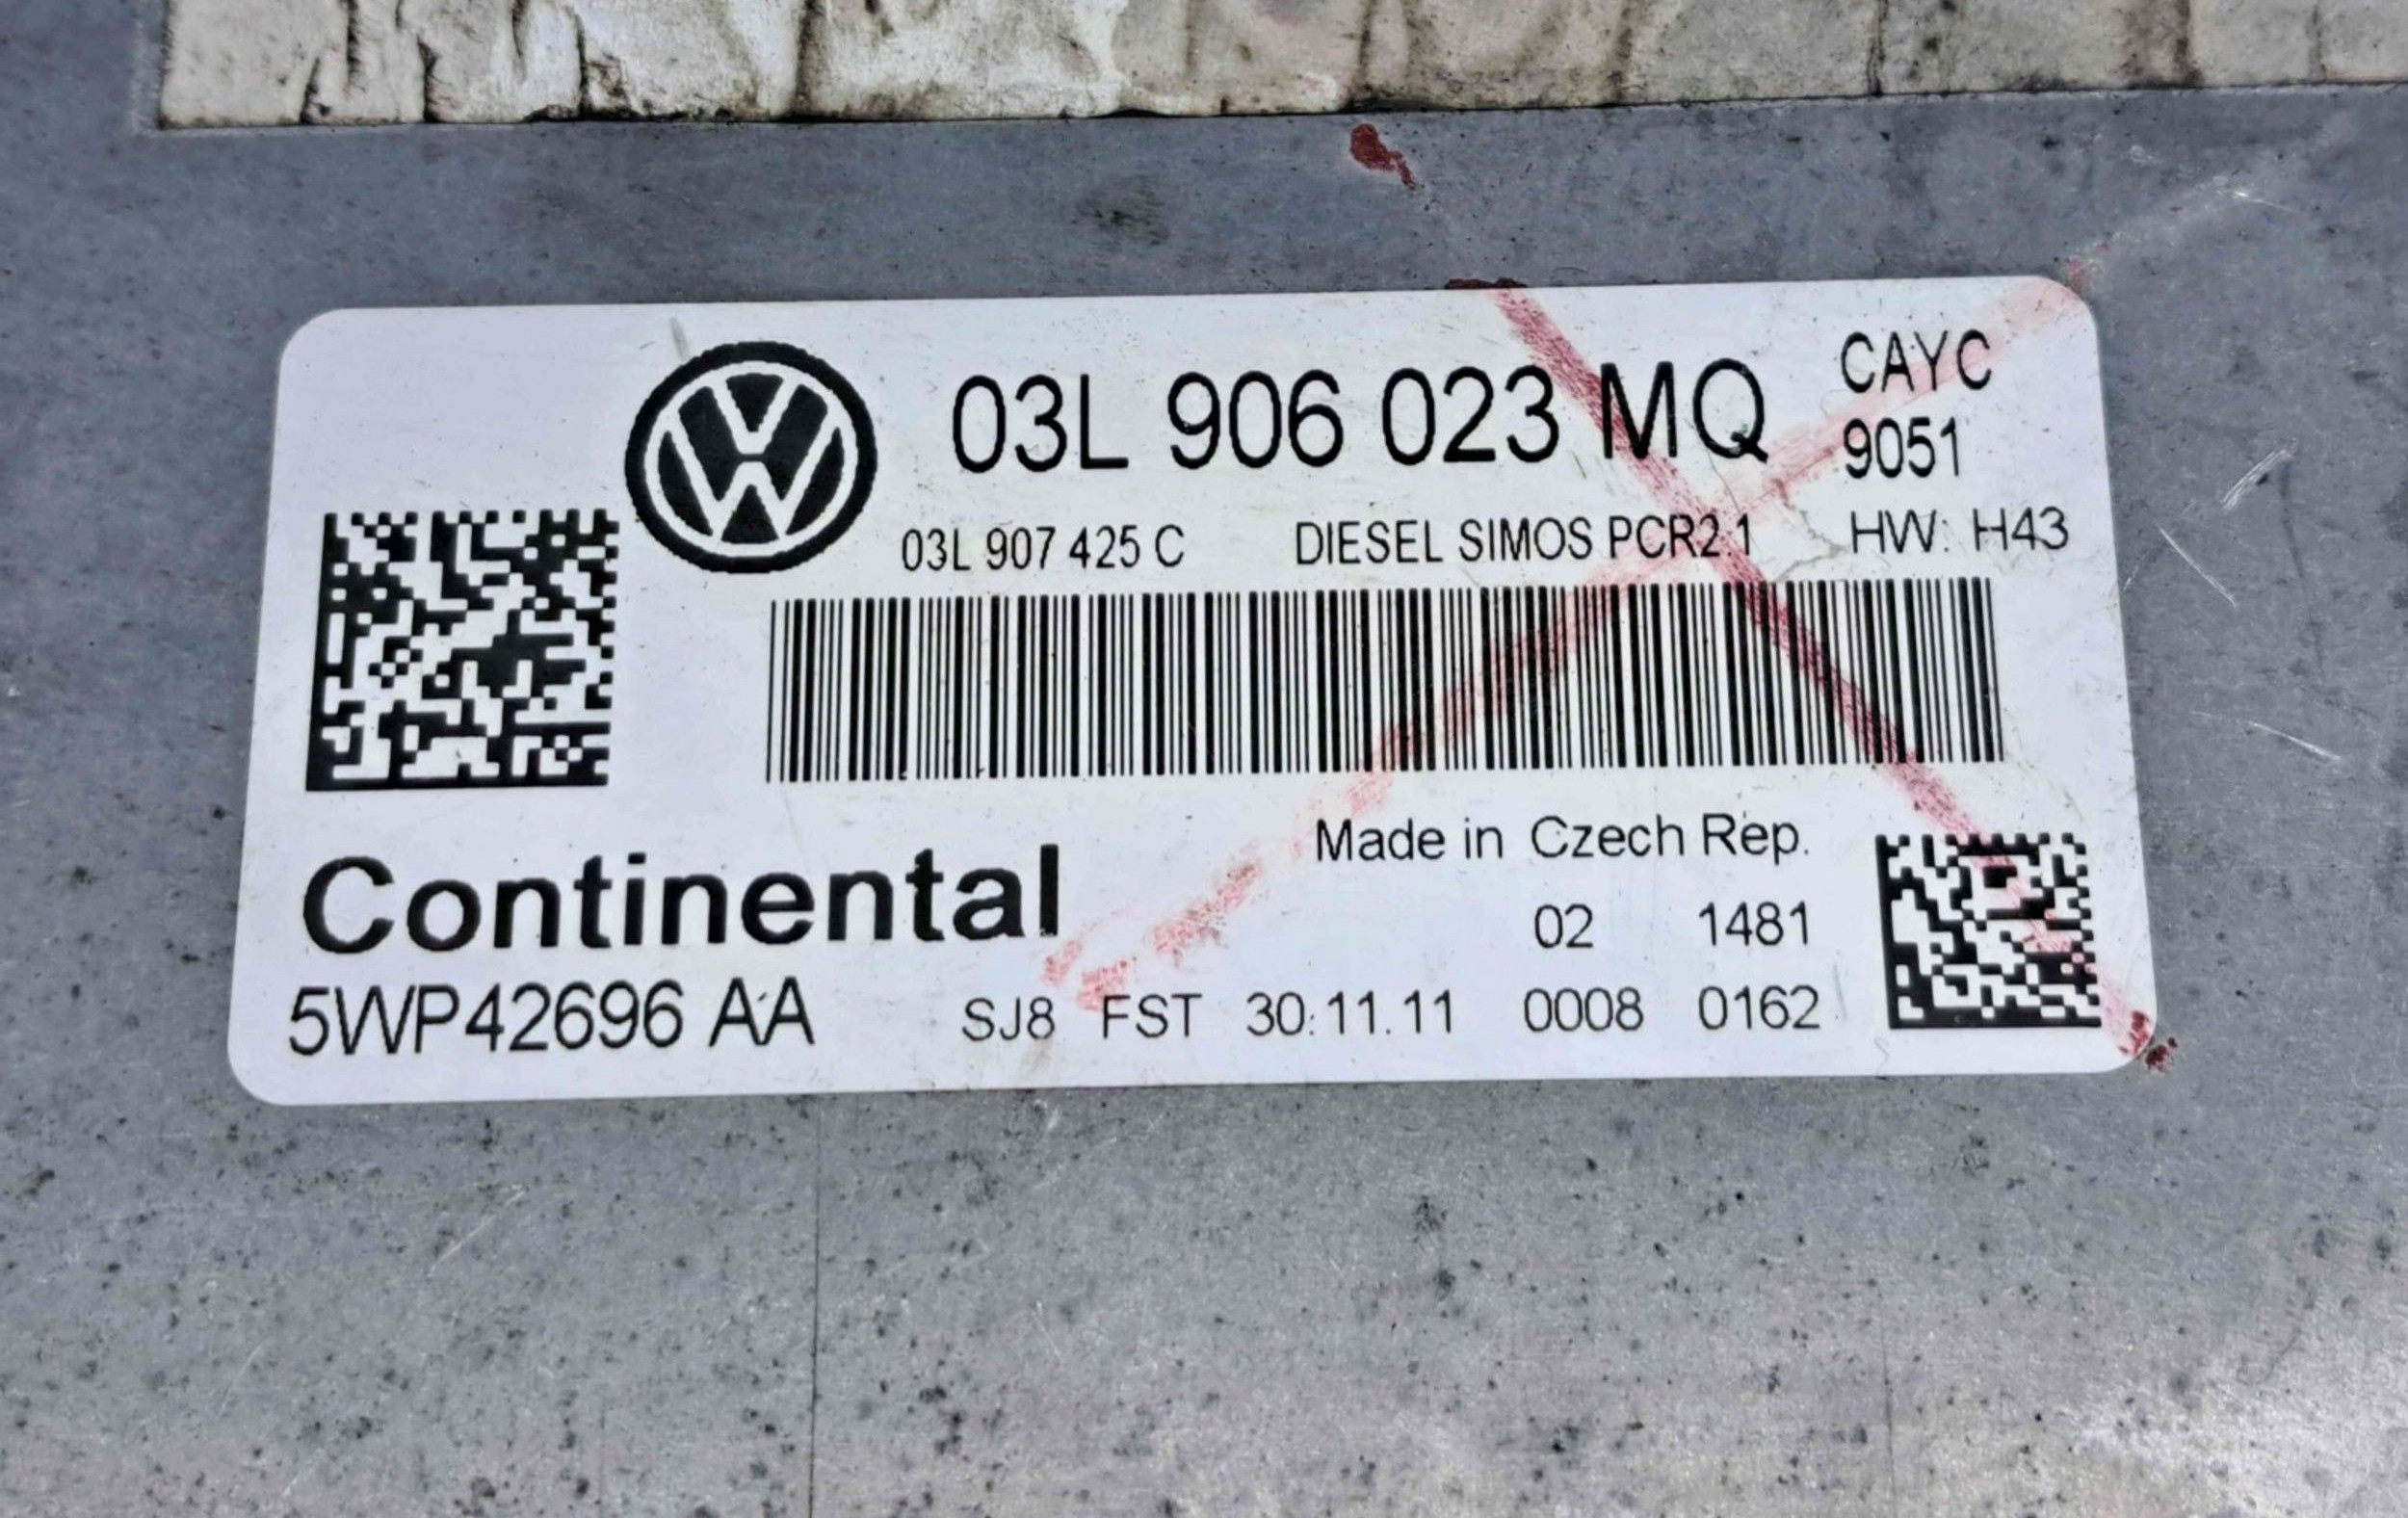 03L 906 023 MQ CAYC
9051
03L 907 425 C DIESEL SIMOS PCR2.1 HW: H43
Made in Czech Rep.
Continental 02 1481
5WP42696 AA SJ8 FST 30.11.11 0008 0162